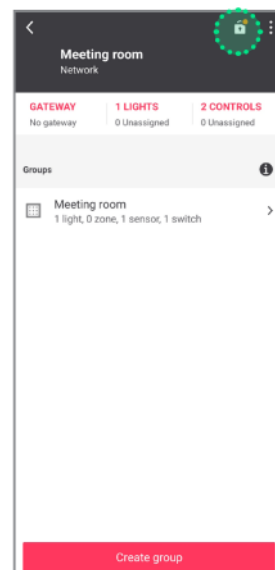 Meeting room
Network
GATEWAY 1 LIGHTS 2 CONTROLS
No gateway 0 Unassigned 0 Unassigned
Groups
Meeting room
1 light, 0 zone, 1 sensor, 1 switch
Create group